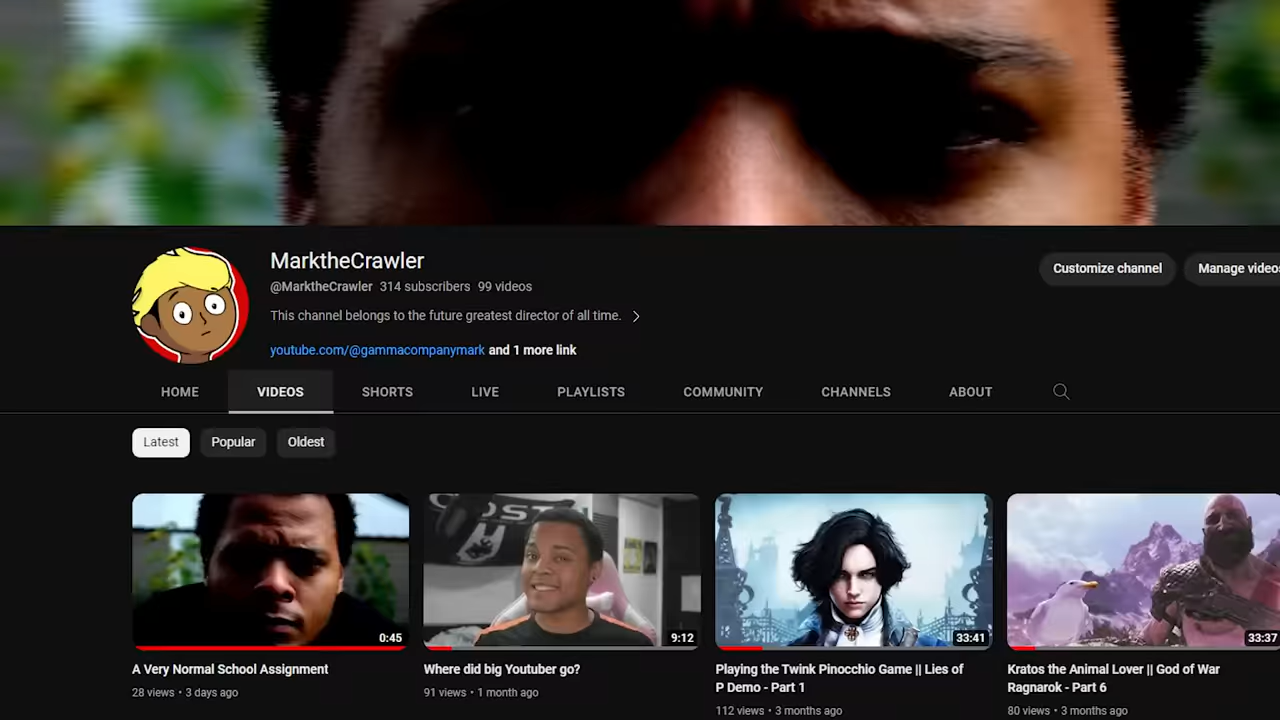 MarktheCrawler
@MarktheCrawler 314 subscribers 99 videos
This channel belongs to the future greatest director of all time.
youtube.com/@gammacompanymark and 1 more link
Customize channel
Manage videos
HOME VIDEOS SHORTS LIVE PLAYLISTS COMMUNITY CHANNELS ABOUT
Latest Popular Oldest
0:45
9:12
33:41
33:37
A Very Normal School Assignment
28 views • 3 days ago
Where did big Youtuber go?
91 views • 1 month ago
Playing the Twink Pinocchio Game || Lies of
P Demo - Part 1
112 views • 3 months ago
Kratos the Animal Lover || God of War
Ragnarok - Part 6
80 views • 3 months ago